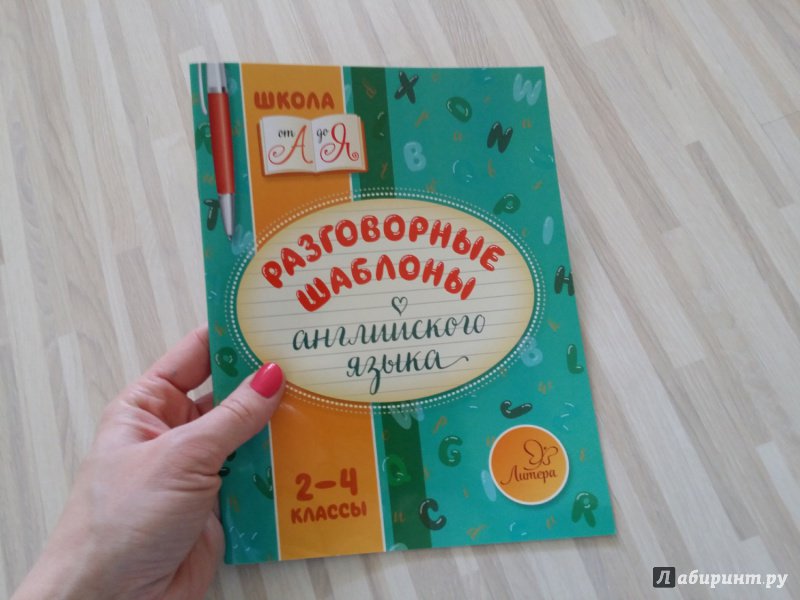 ШКОЛА
от А до Я
РАЗГОВОРНЫЕ
ШАБЛОНЫ
английского
языка
2–4
КЛАССЫ
Литера
Лабиринт.ру